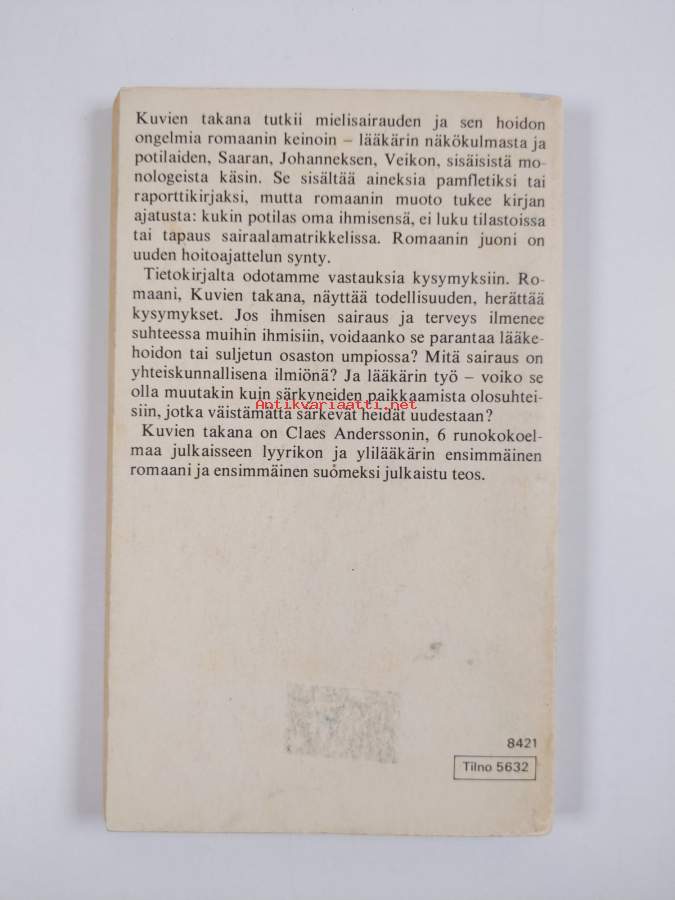 Kuvien takana tutkii mielisairauden ja sen hoidon
ongelmia romaanin keinoin – lääkärin näkökulmasta ja
potilaiden, Saaran, Johanneksen, Veikon, sisäisistä mo-
nologeista käsin. Se sisältää aineksia pamfletiksi tai
raporttikirjaksi, mutta romaanin muoto tukee kirjan
ajatusta: kukin potilas oma ihmisensä, ei luku tilastoissa
tai tapaus sairaalamatrikkelissa. Romaanin juoni on
uuden hoitoajattelun synty.
Tietokirjalta odotamme vastauksia kysymyksiin. Ro-
maani, Kuvien takana, näyttää todellisuuden, herättää
kysymykset. Jos ihmisen sairaus ja terveys ilmenee
suhteessa muihin ihmisiin, voidaanko se parantaa lääke-
hoidon tai suljetun osaston umpiossa? Mitä sairaus on
yhteiskunnallisena ilmiönä? Ja lääkärin työ – voiko se
olla muutakin kuin särkyneiden paikkaamista olosuhtei-
Antikvariaatti.net
siin, jotka väistämättä särkevät heidät uudestaan?
Kuvien takana on Claes Anderssonin, 6 runokokoel-
maa julkaisseen lyyrikon ja ylilääkärin ensimmäinen
romaani ja ensimmäinen suomeksi julkaistu teos.
8421
Tilno 5632